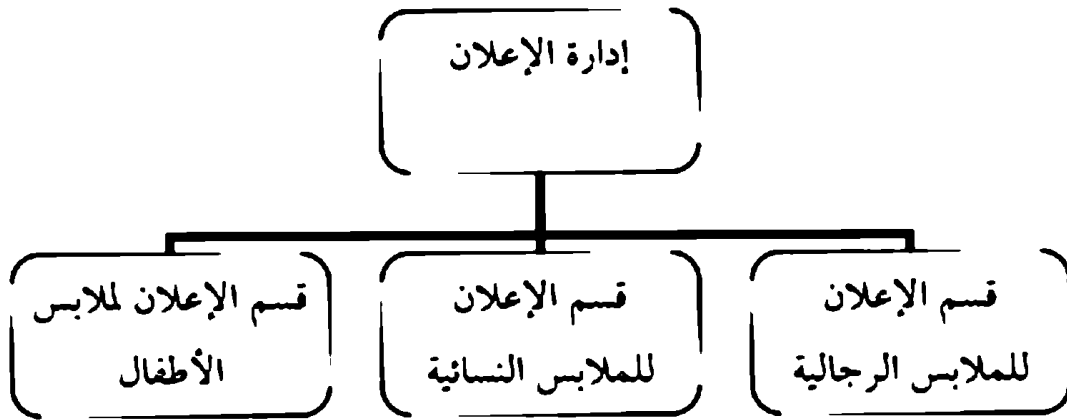 إدارة الإعلان
قسم الإعلان
للملابس الرجالية
قسم الإعلان
للملابس النسائية
قسم الإعلان لملابس
الأطفال